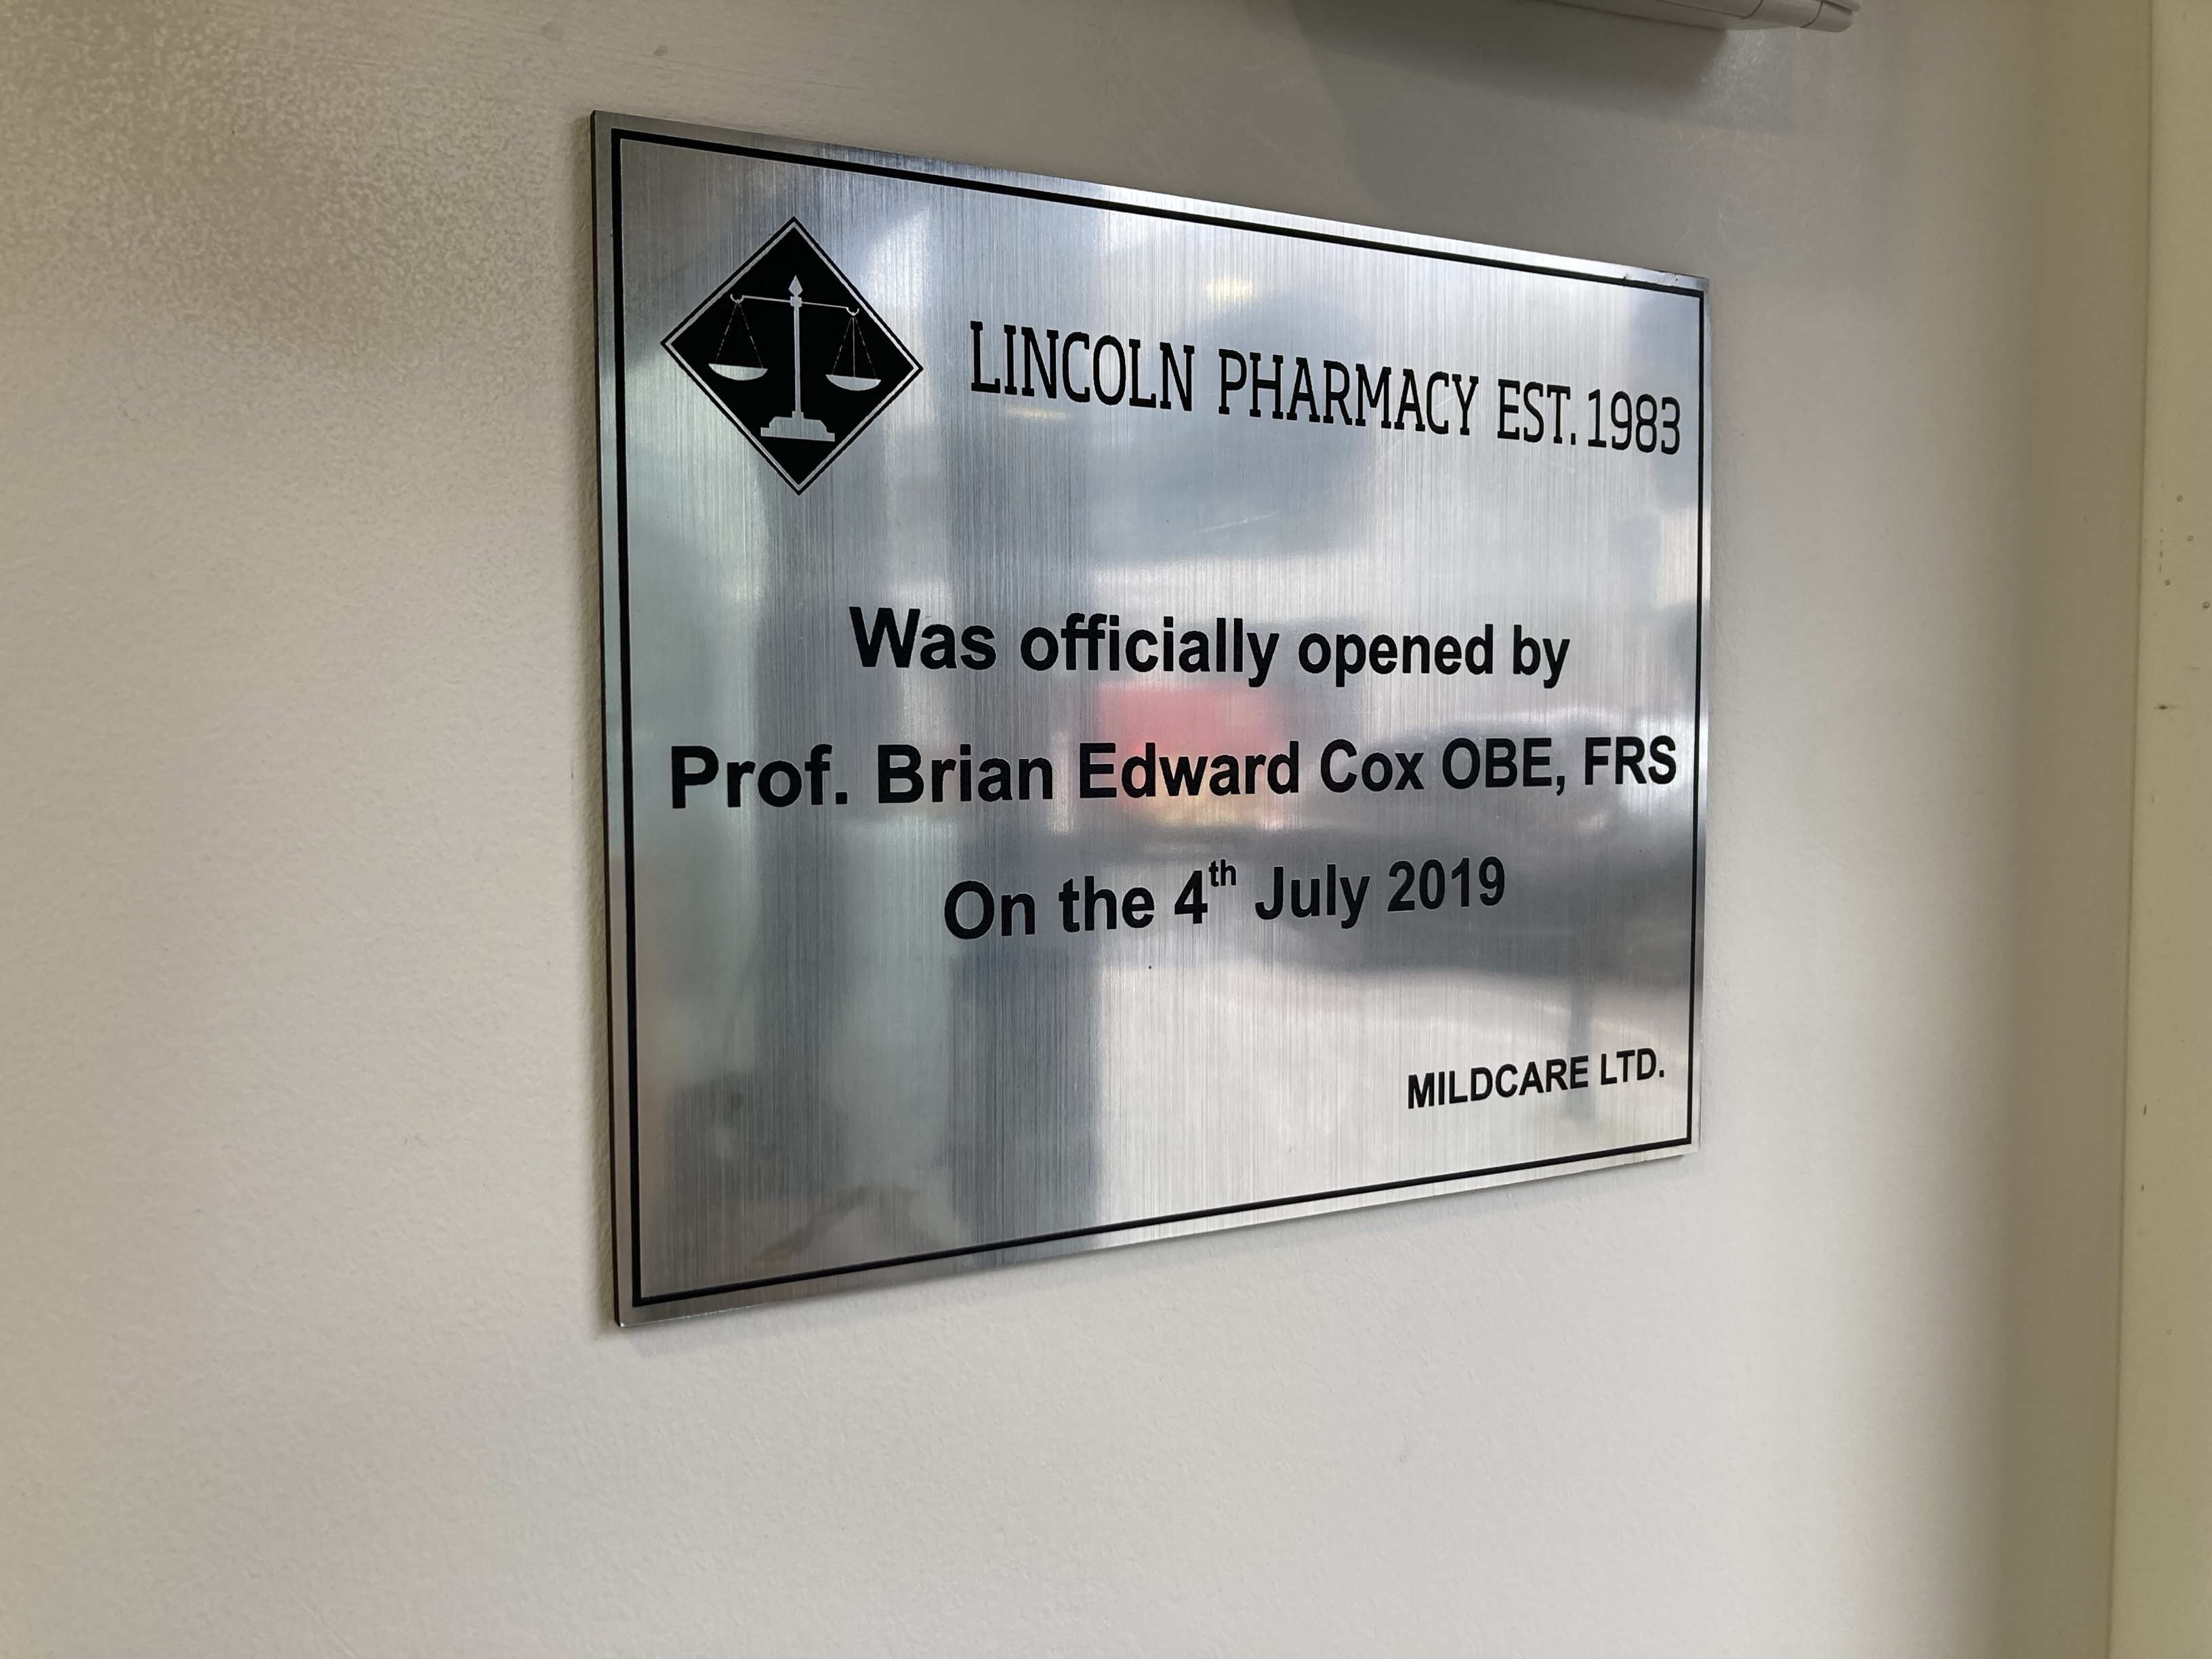 LINCOLN PHARMACY EST. 1983
Was officially opened by
Prof. Brian Edward Cox OBE, FRS
On the 4th July 2019
MILDCARE LTD.